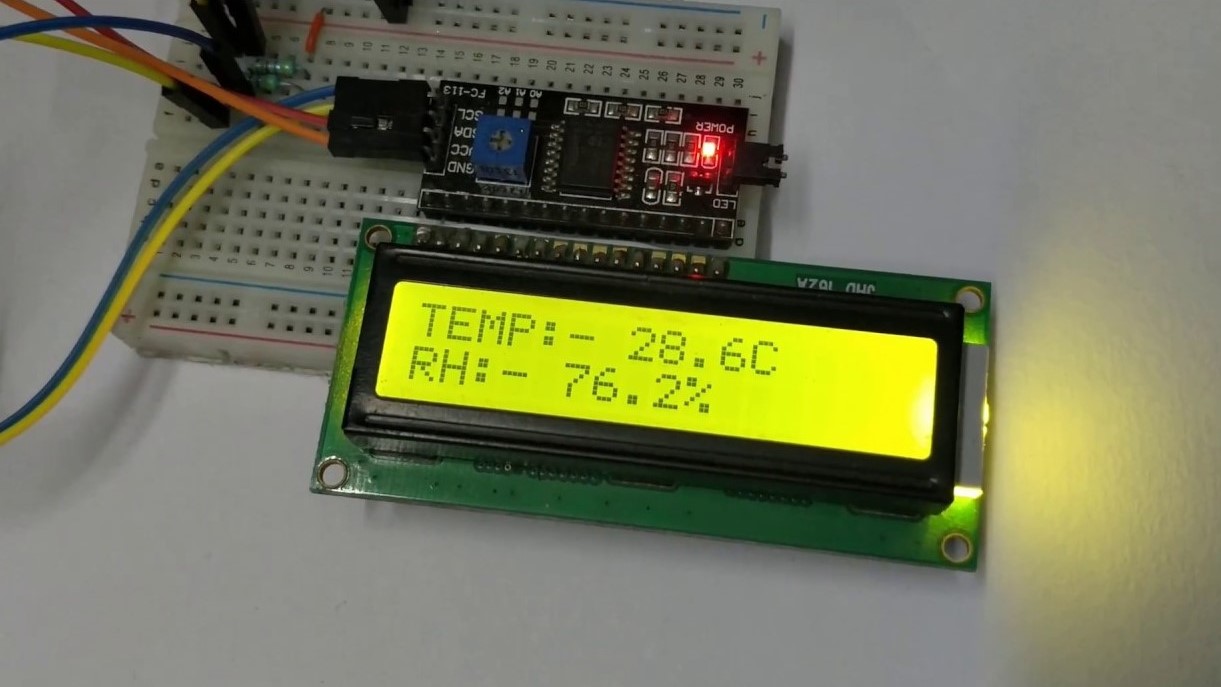 FC-113
A2 A1 A0
SCL
SDA
VCC
GND
POWER
LED
JHD 162A
TEMP:- 28.6C
RH:- 76.2%